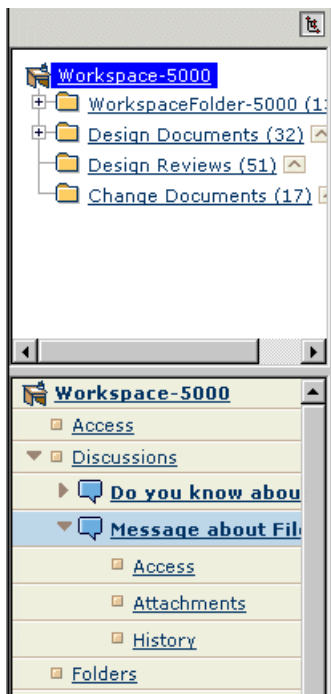 Workspace-5000
WorkspaceFolder-5000
Design Documents (32)
Design Reviews (51)
Change Documents (17)
Workspace-5000
Access
Discussions
Do you know abou
Message about Fil
Access
Attachments
History
Folders